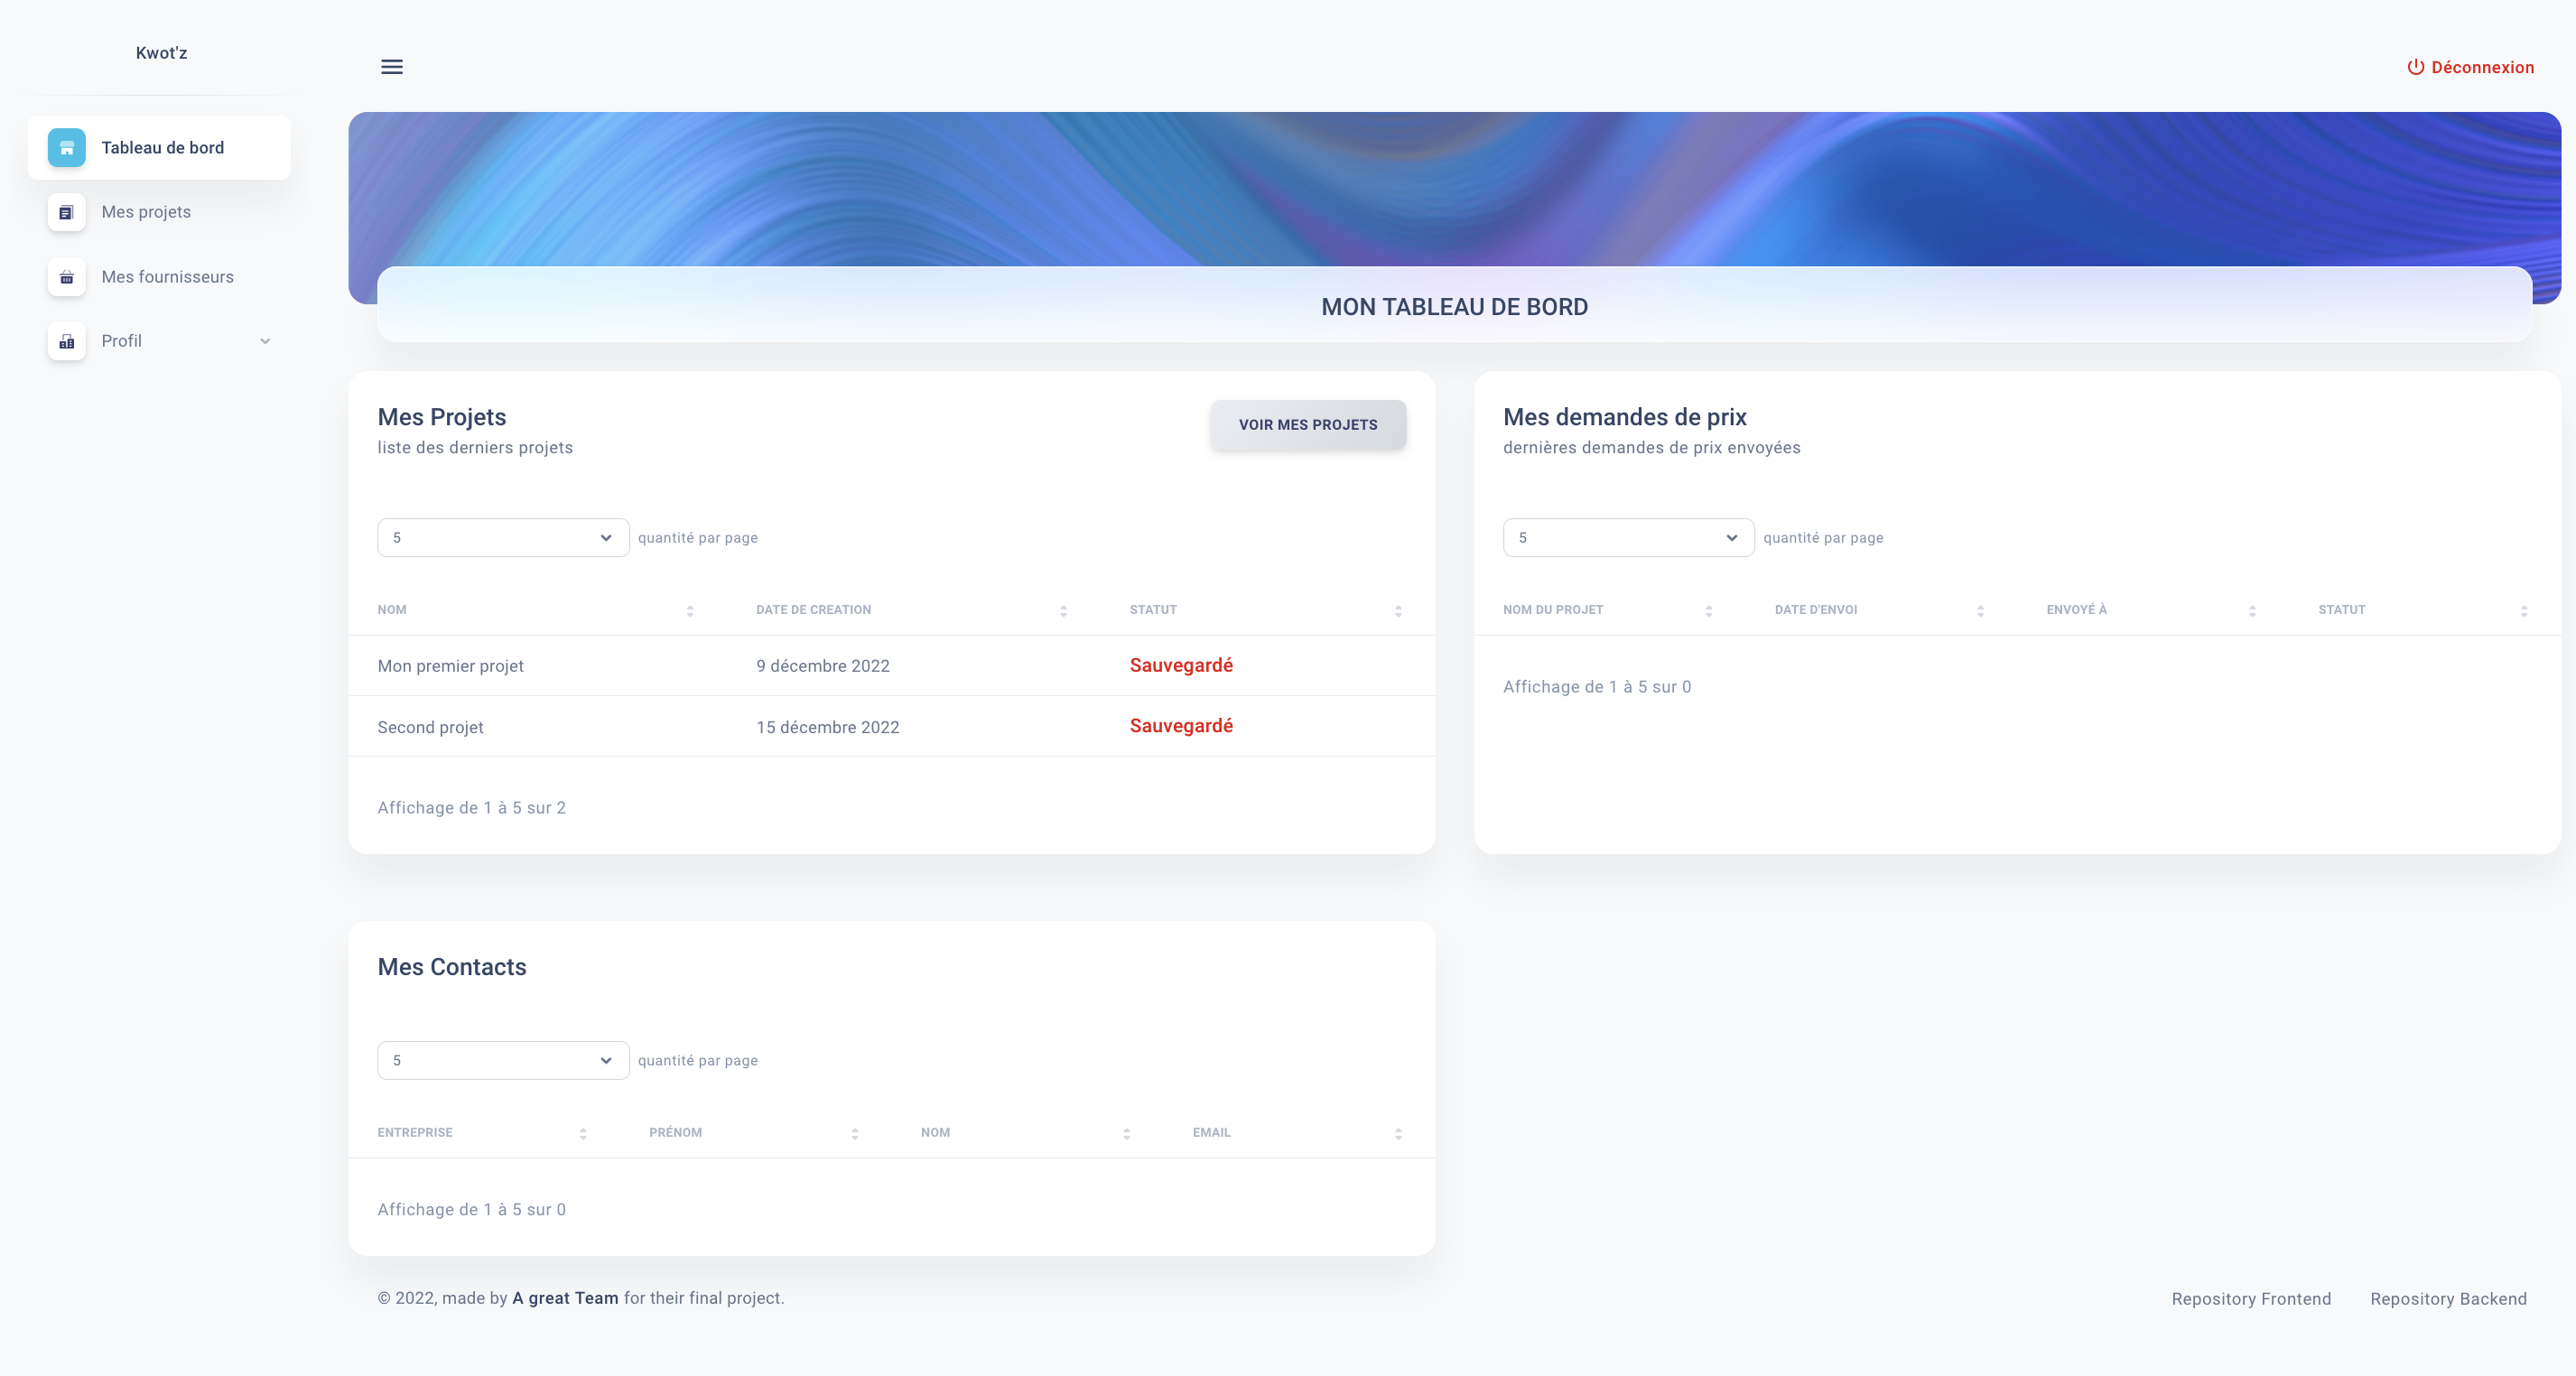 Kwot'z
Tableau de bord
Mes projets
Mes fournisseurs
Profil
Déconnexion
MON TABLEAU DE BORD
Mes Projets
liste des derniers projets
VOIR MES PROJETS
5 quantité par page
NOM DATE DE CREATION STATUT
Mon premier projet 9 décembre 2022 Sauvegardé
Second projet 15 décembre 2022 Sauvegardé
Affichage de 1 à 5 sur 2
Mes demandes de prix
dernières demandes de prix envoyées
5 quantité par page
NOM DU PROJET DATE D'ENVOI ENVOYÉ À STATUT
Affichage de 1 à 5 sur 0
Mes Contacts
5 quantité par page
ENTREPRISE PRÉNOM NOM EMAIL
Affichage de 1 à 5 sur 0
© 2022, made by A great Team for their final project.
Repository Frontend Repository Backend